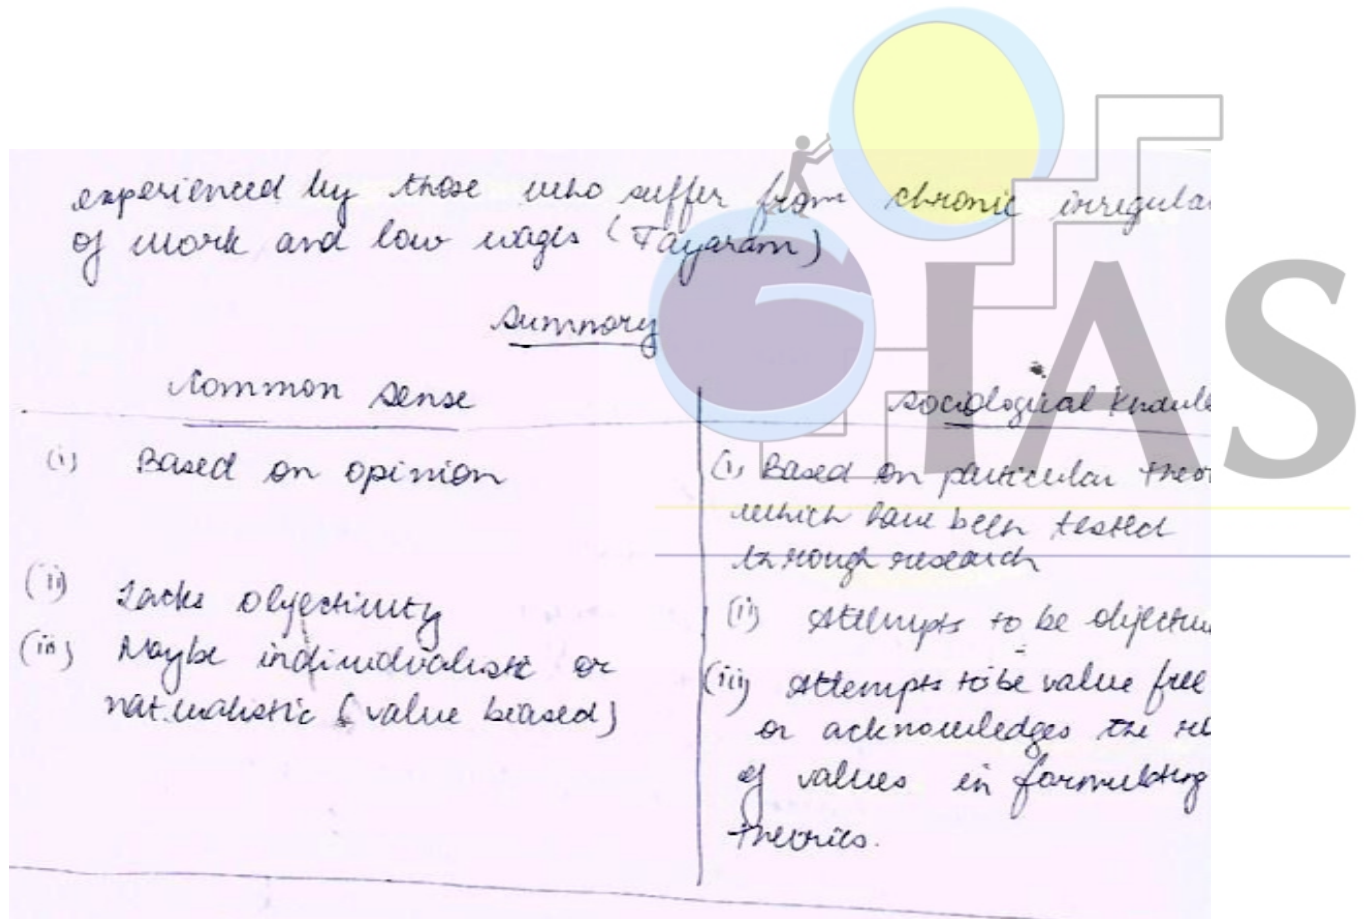 experienced by those who suffer from chronic irregula
of work and low wages (Jayaram)
Summary
Common sense
Sociological Knowle
(i) Based on opinion
(i) Based on particular theor
which have been tested
through research
(ii) Lacks objectivity
(ii) Attempts to be objectiv
(iii) Maybe individualistic or
naturalistic (value biased)
(iii) Attempts to be value free
or acknowledges the
of values in formulating
theories.
GIAS